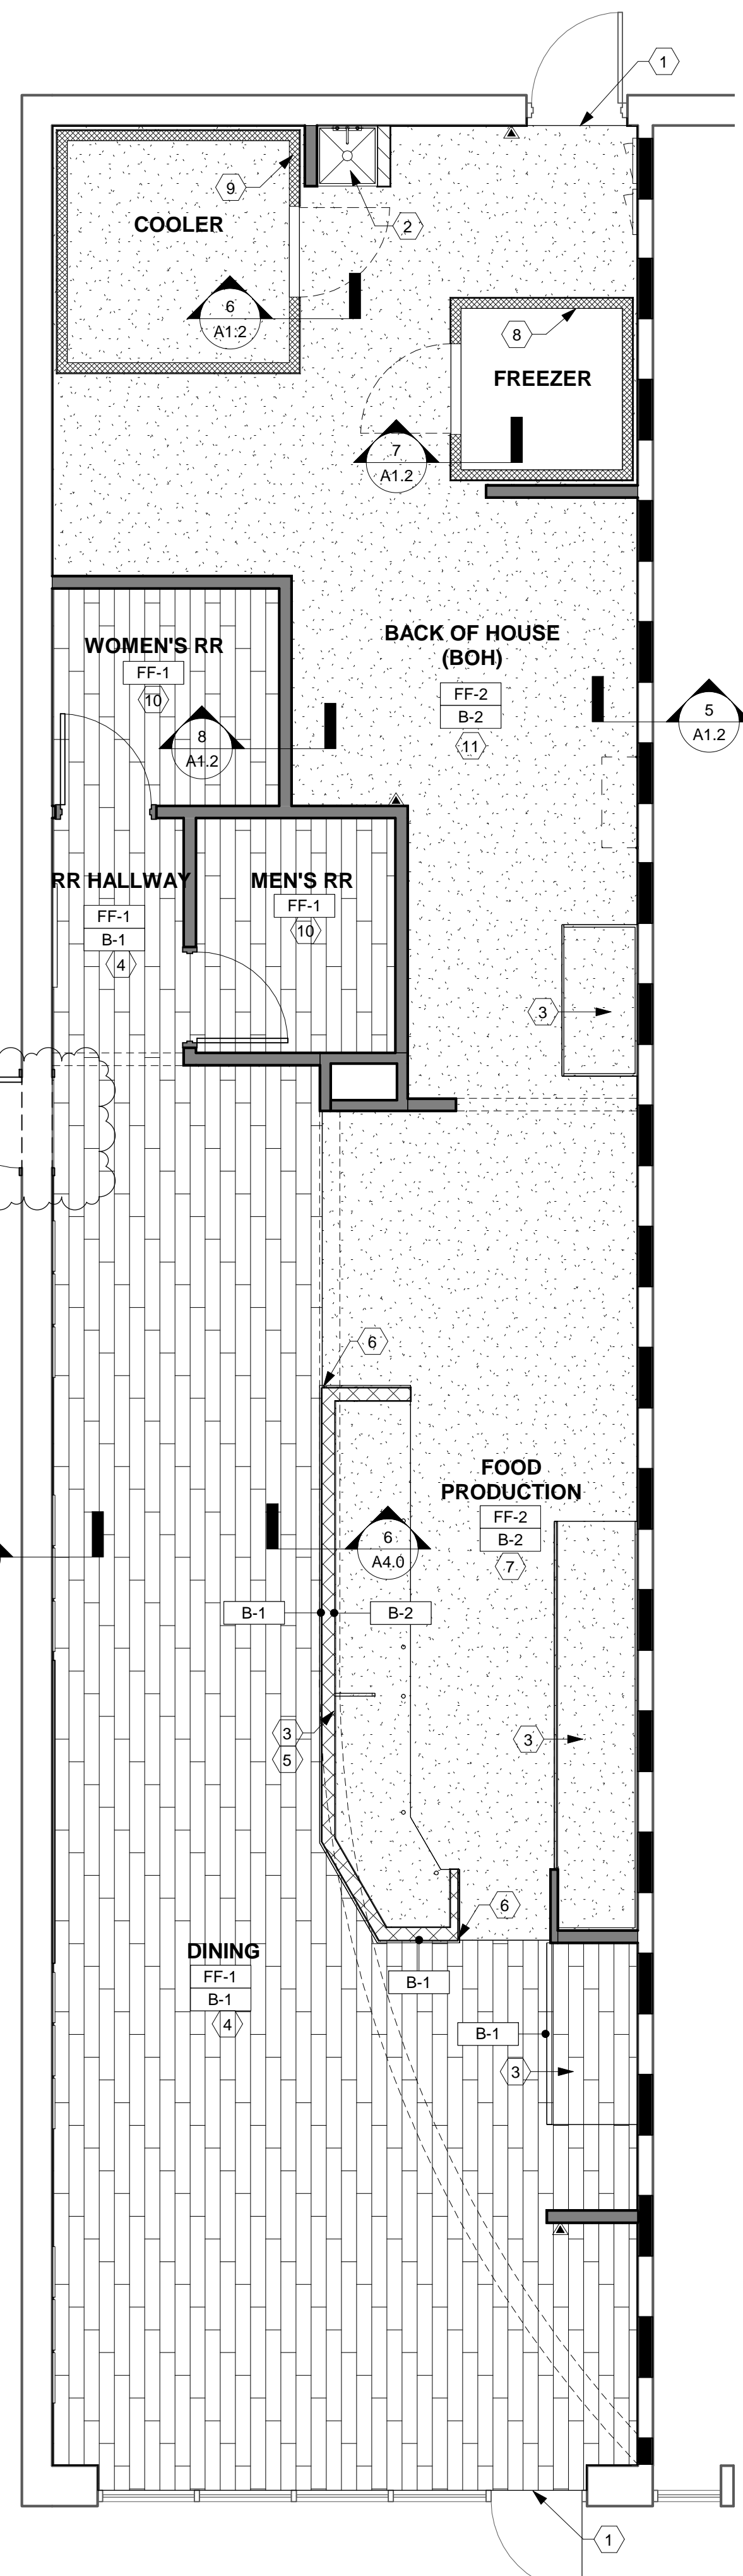 1
9
COOLER
2
6
A1.2
8
FREEZER
7
A1.2
WOMEN'S RR
FF-1
10
BACK OF HOUSE
(BOH)
FF-2
B-2
11
5
A1.2
8
A1.2
RR HALLWAY
FF-1
B-1
4
MEN'S RR
FF-1
10
3
6
FOOD
PRODUCTION
FF-2
B-2
7
6
A4.0
B-1
B-2
3
5
3
6
DINING
FF-1
B-1
4
B-1
B-1
3
1